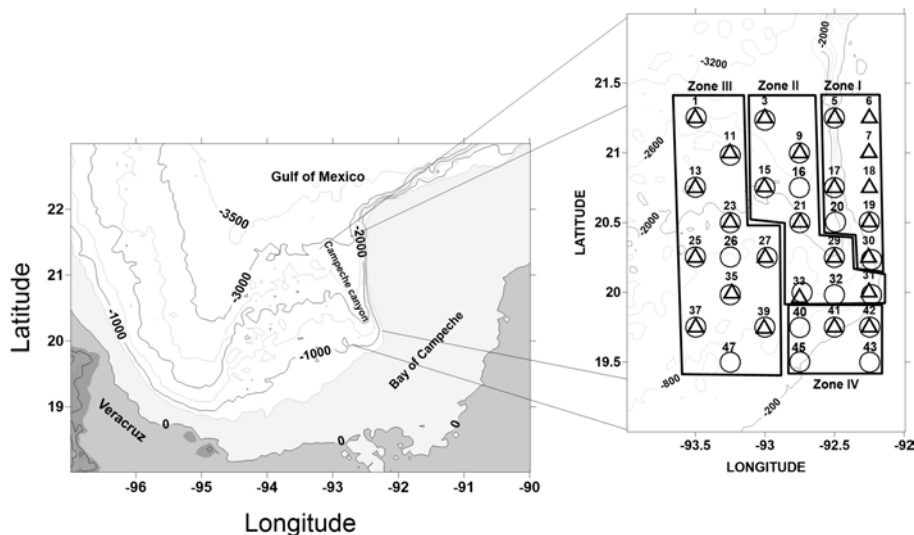 Gulf of Mexico
-3500
-2000
Campeche canyon
-3000
-1000
-1000
Bay of Campeche
Veracruz
0
0
0
22
21
20
19
Latitude
-96 -95 -94 -93 -92 -91 -90
Longitude
-2000
-3200
21.5
Zone III Zone II Zone I
1 3 5 6
11 9 7
-2600
21
13 15 16 17 18
-2000
23 21 20 19
20.5
25 26 27 29 30
35 33 32 31
20
37 39 40 41 42
47 45 43
19.5
-800
-200
Zone IV
LATITUDE
-93.5 -93 -92.5 -92
LONGITUDE